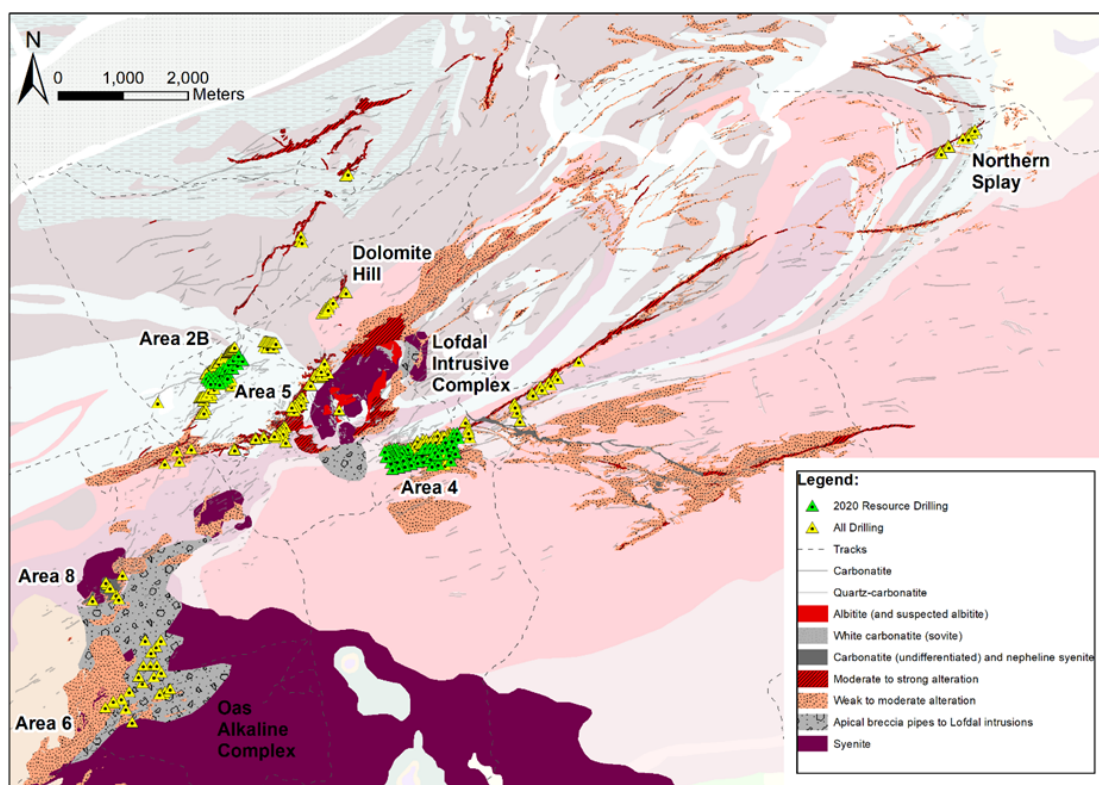 N
0 1,000 2,000
Meters
Northern
Splay
Dolomite
Hill
Area 2B
Lofdal
Intrusive
Complex
Area 5
Area 4
Area 8
Area 6
Oas
Alkaline
Complex
Legend:
2020 Resource Drilling
All Drilling
Tracks
Carbonatite
Quartz-carbonatite
Albitite (and suspected albitite)
White carbonatite (sovite)
Carbonatite (undifferentiated) and nepheline syenite
Moderate to strong alteration
Weak to moderate alteration
Apical breccia pipes to Lofdal intrusions
Syenite